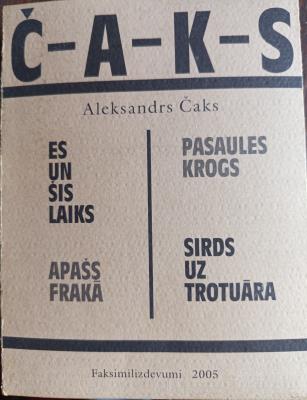 Č-A-K-S
Aleksandrs Čaks
ES
UN
ŠIS
LAIKS
APAŠS
FRAKĀ
PASAULES
KROGS
SIRDS
UZ
TROTUĀRA
Faksimilizdevumi 2005